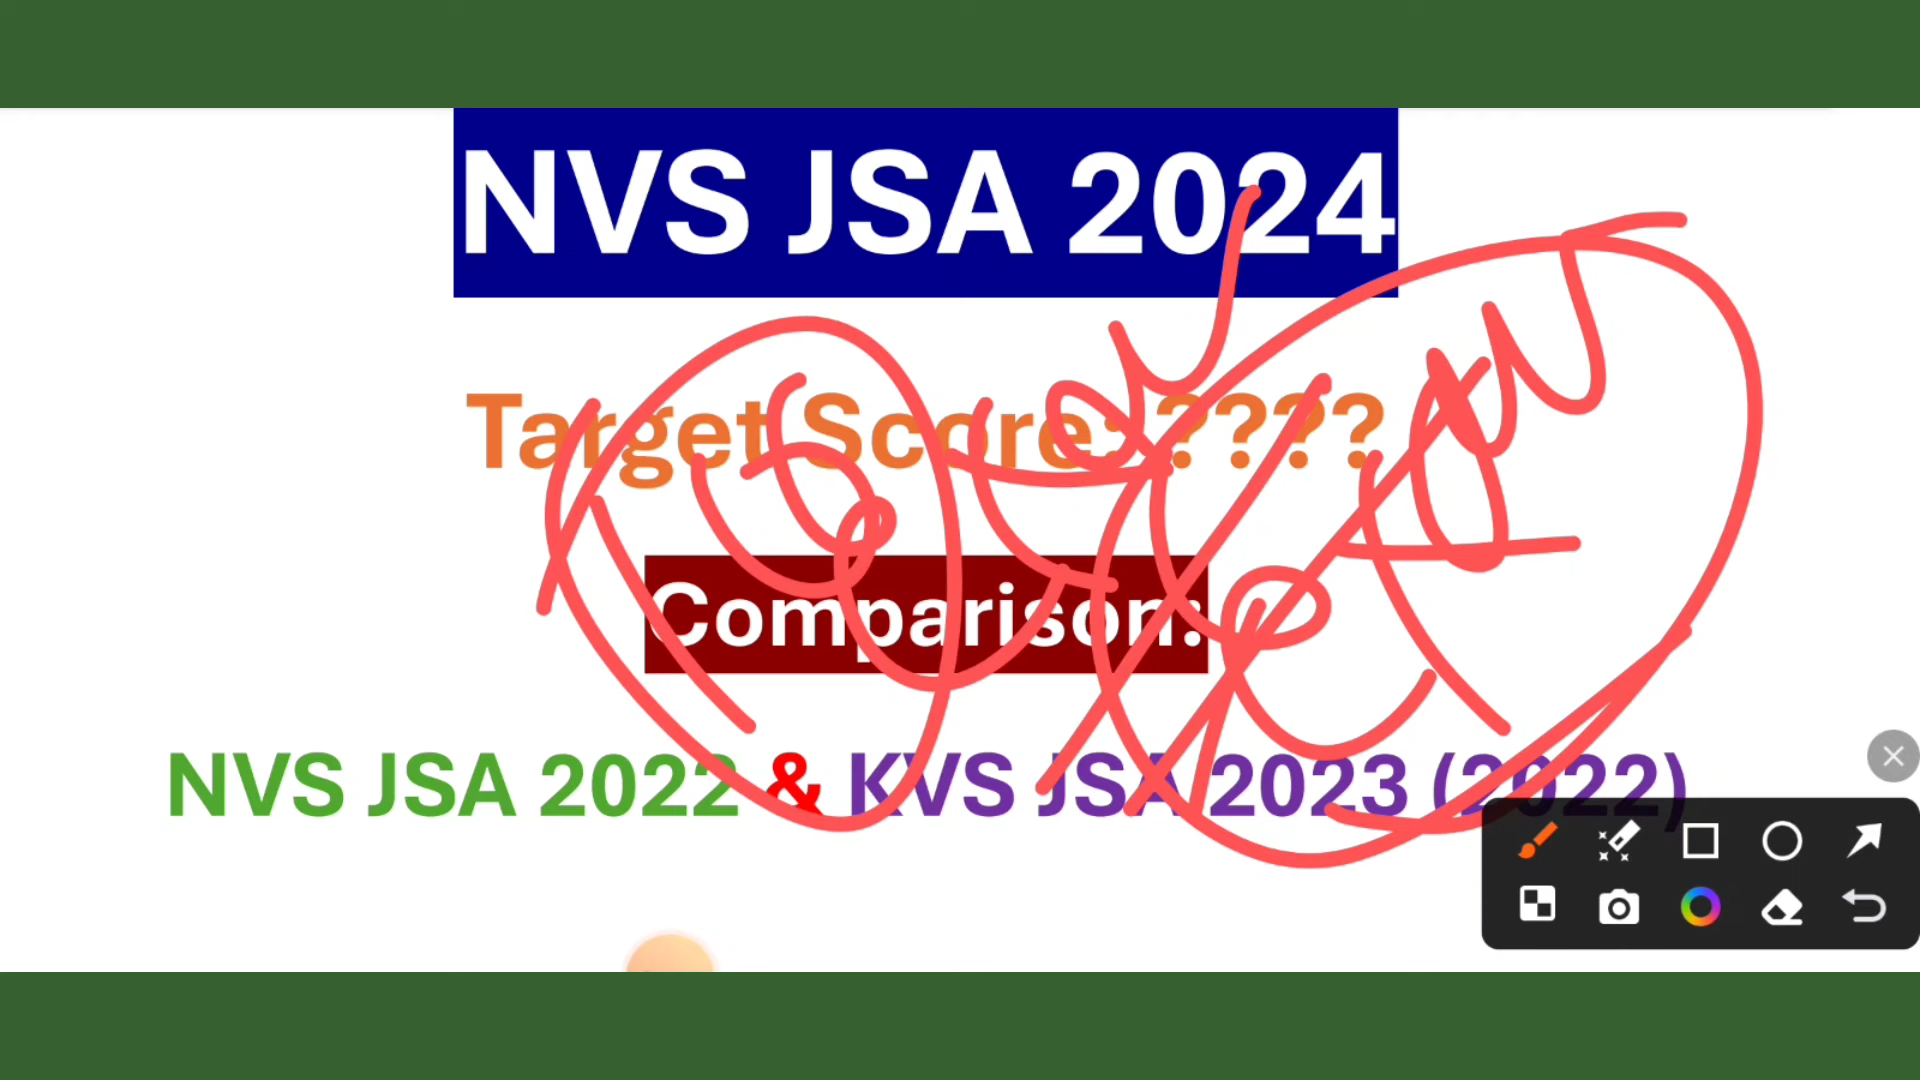 NVS JSA 2024
Target Score: ????
Comparison:
NVS JSA 2022 & KVS JSA 2023 (2022)